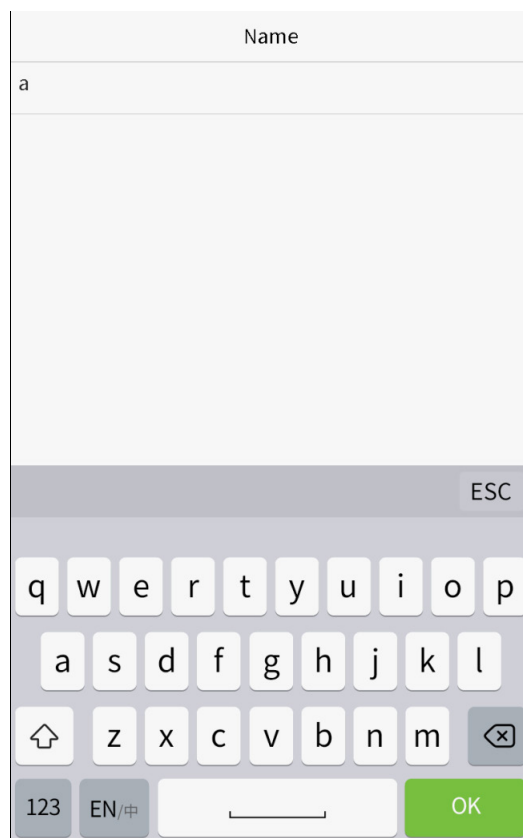 Name
a
ESC
q w e r t y u i o p
a s d f g h j k l
z x c v b n m
123 EN/中 OK